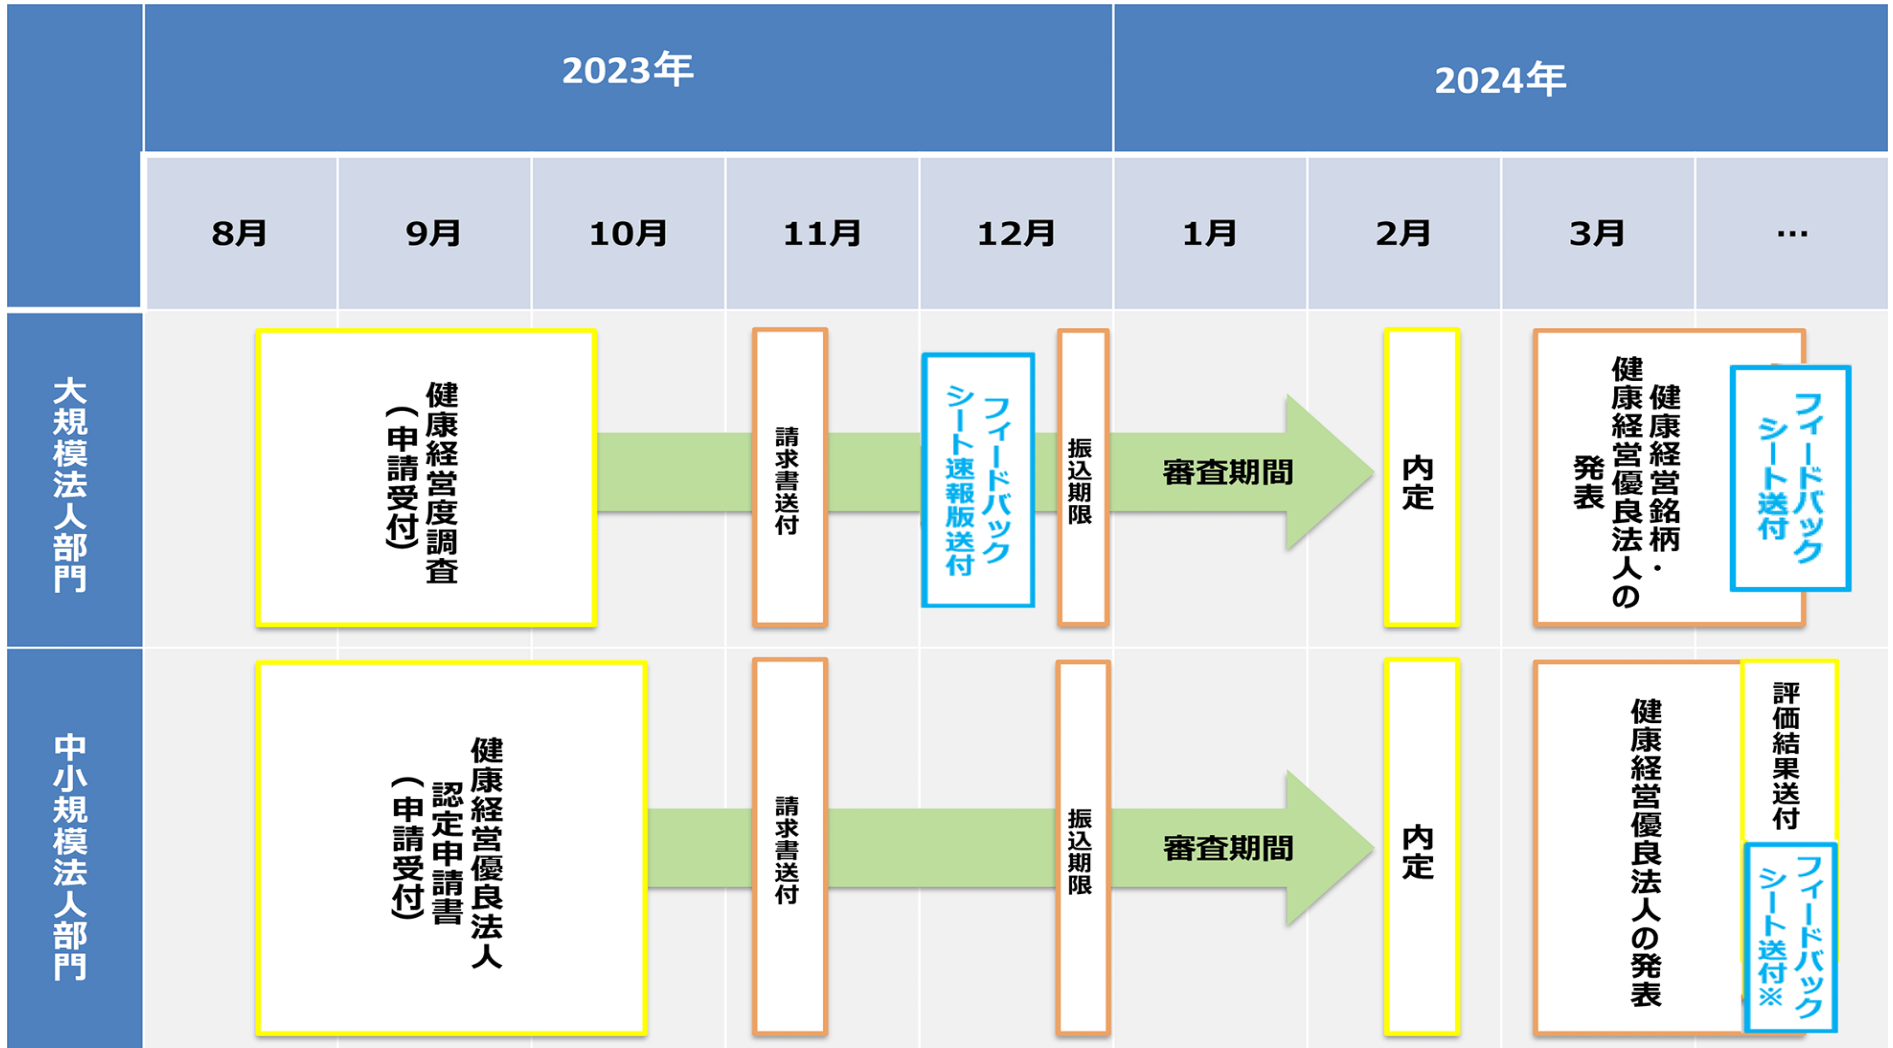 2023年
2024年
8月
9月
10月
11月
12月
1月
2月
3月
…
大規模法人部門
健康経営度調査
（申請受付）
請求書送付
フィードバック
シート速報版送付
振込期限
審査期間
内定
健康経営銘柄・
健康経営優良法人の
発表
フィードバック
シート送付
中小規模法人部門
健康経営優良法人
認定申請書
（申請受付）
請求書送付
振込期限
審査期間
内定
健康経営優良法人の発表
評価結果送付
フィードバック
シート送付※